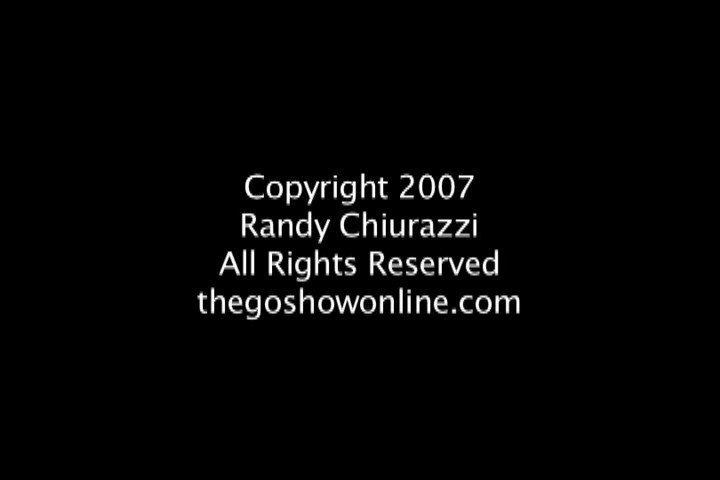 Copyright 2007
Randy Chiurazzi
All Rights Reserved
thegoshowonline.com